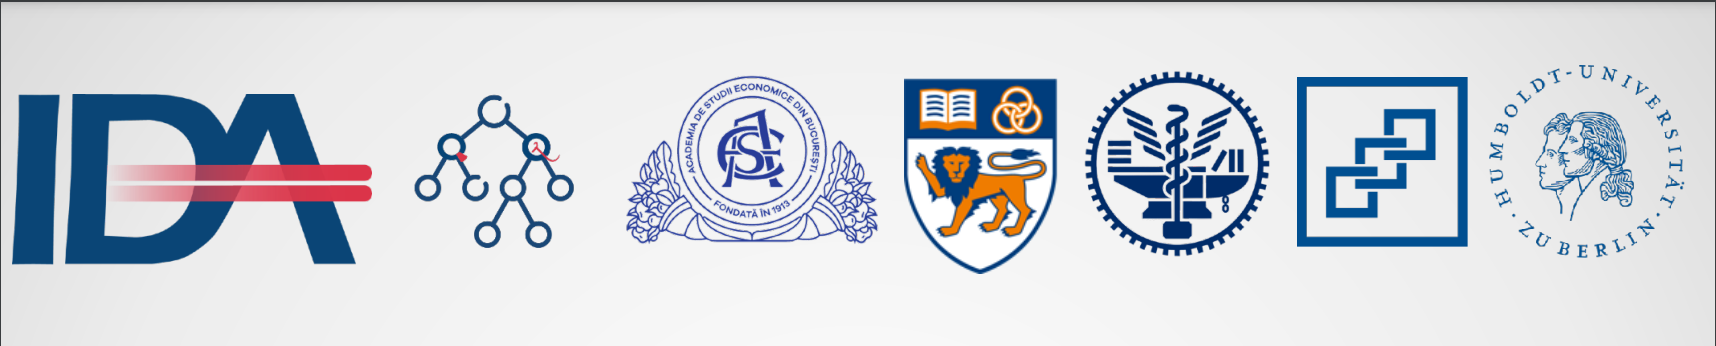 IDA
ACADEMIA DE STUDII ECONOMICE DIN BUCUREȘTI
FONDATĂ ÎN 1913
ASE
HUMBOLDT-UNIVERSITÄT
ZU BERLIN